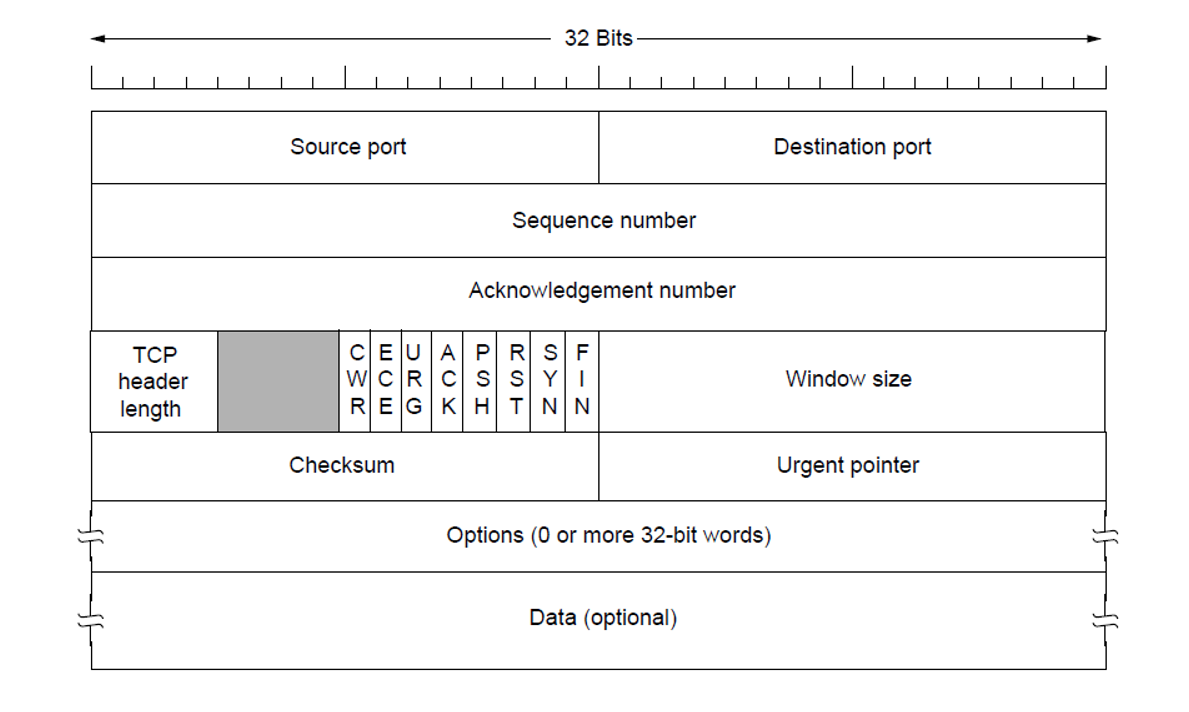 32 Bits
Source port
Destination port
Sequence number
Acknowledgement number
TCP
header
length
CWR
ECE
URG
ACK
PSH
RST
SYN
FIN
Window size
Checksum
Urgent pointer
Options (0 or more 32-bit words)
Data (optional)